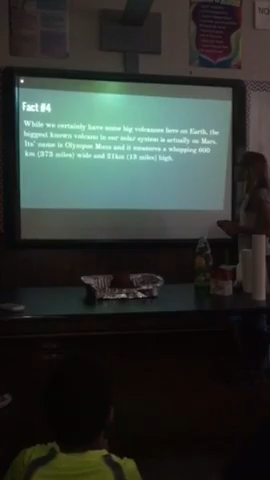 Fact #4
While we certainly have some big volcanoes here on Earth, the
biggest known volcano in our solar system is actually on Mars.
Its' name is Olympus Mons and it measures a whopping 600
km (373 miles) wide and 21km (13 miles) high.
NO